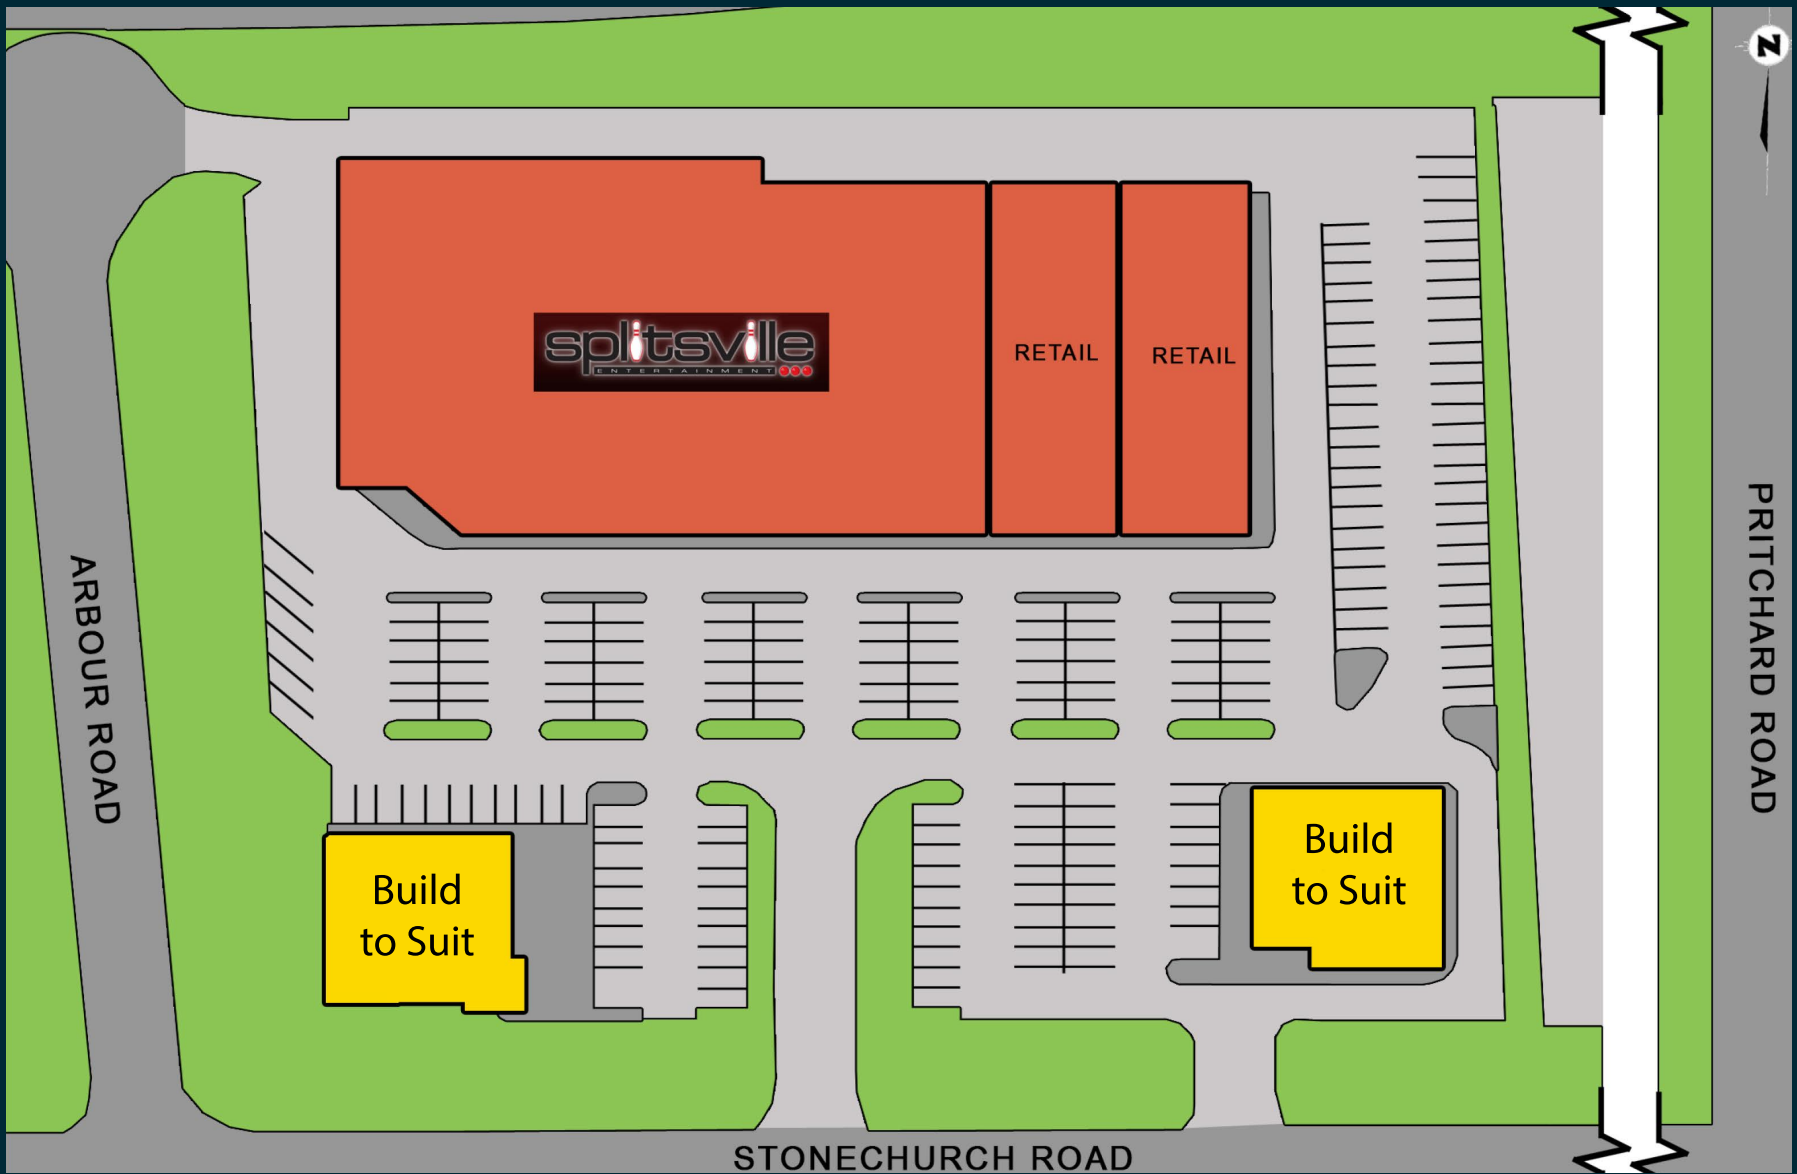 N
splitsville
ENTERTAINMENT
RETAIL
RETAIL
ARBOUR ROAD
PRITCHARD ROAD
Build
to Suit
Build
to Suit
STONECHURCH ROAD